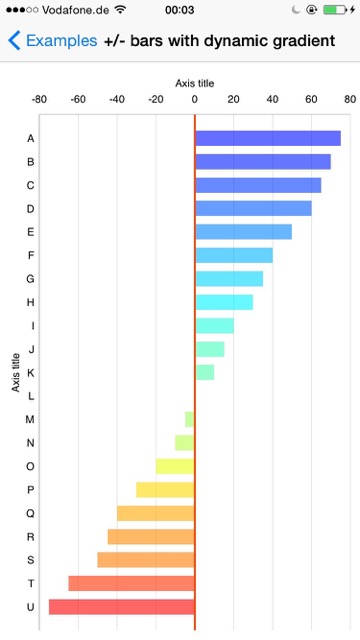 Vodafone.de 00:03
Examples +/- bars with dynamic gradient
Axis title
-80 -60 -40 -20 0 20 40 60 80
A
B
C
D
E
F
G
H
I
J
K
Axis title
L
M
N
O
P
Q
R
S
T
U